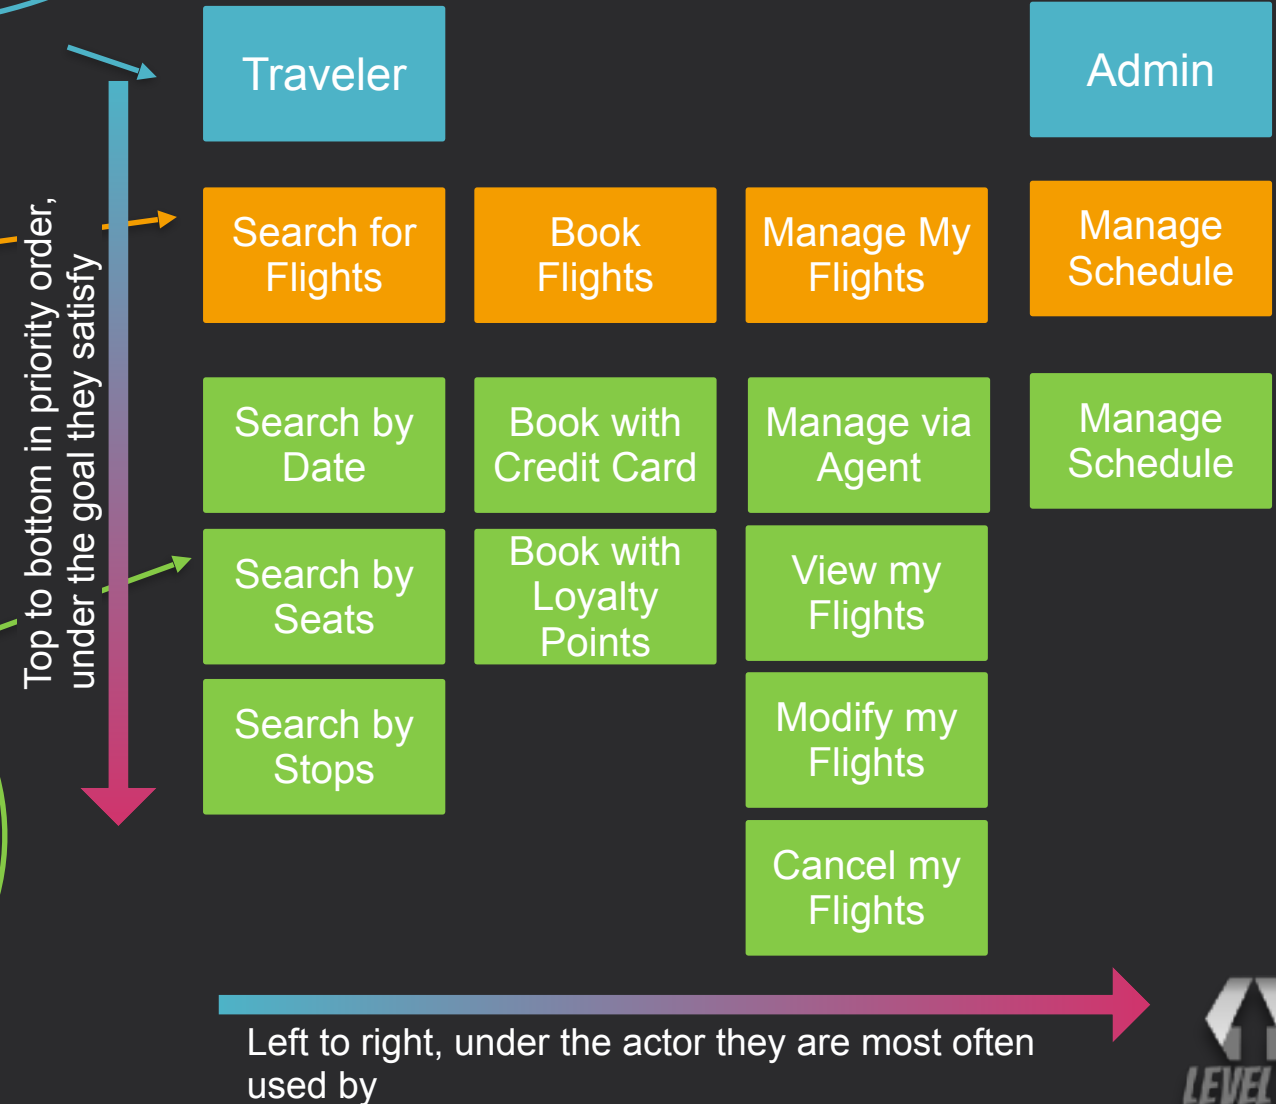 Traveler
Admin
Search for
Flights
Book
Flights
Manage My
Flights
Manage
Schedule
Top to bottom in priority order,
under the goal they satisfy
Search by
Date
Book with
Credit Card
Manage via
Agent
Manage
Schedule
Search by
Seats
Book with
Loyalty
Points
View my
Flights
Search by
Stops
Modify my
Flights
Cancel my
Flights
Left to right, under the actor they are most often
used by
LEVEL